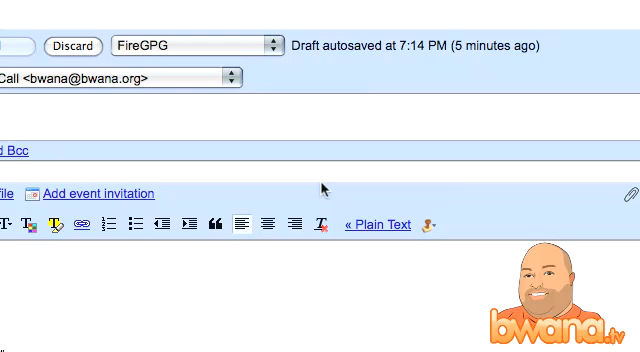 Discard FireGPG Draft autosaved at 7:14 PM (5 minutes ago)
Call <bwana@bwana.org>
d Bcc
file Add event invitation
T T T « Plain Text
bwana.tv